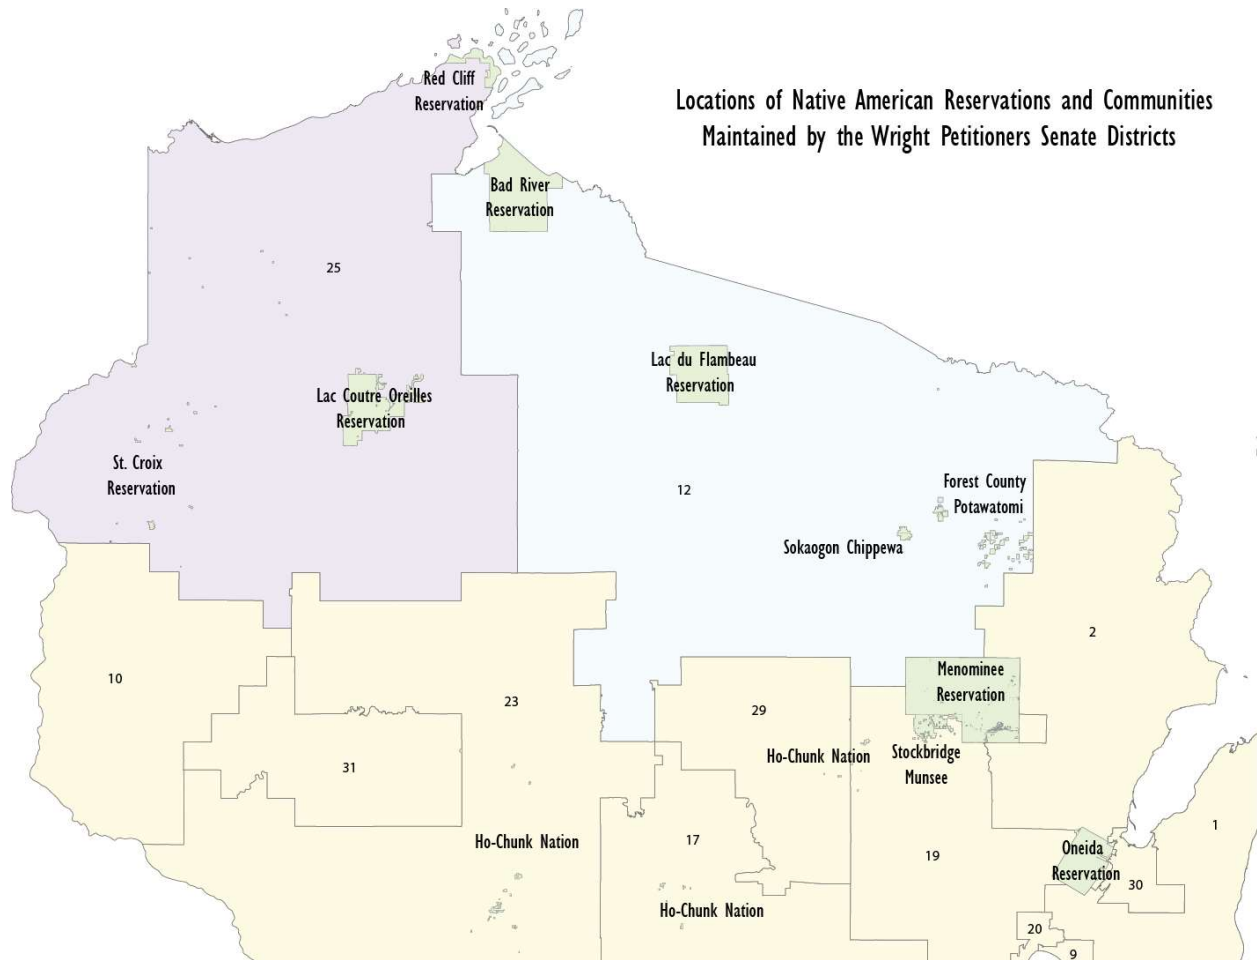 Locations of Native American Reservations and Communities
Maintained by the Wright Petitioners Senate Districts
Red Cliff
Reservation
Bad River
Reservation
25
Lac du Flambeau
Reservation
Lac Coutre Oreilles
Reservation
St. Croix
Reservation
12
Forest County
Potawatomi
Sokaogon Chippewa
2
10
23
29
Menominee
Reservation
Ho-Chunk Nation
Stockbridge
Munsee
31
Ho-Chunk Nation
17
19
Oneida
Reservation
1
30
Ho-Chunk Nation
20
9